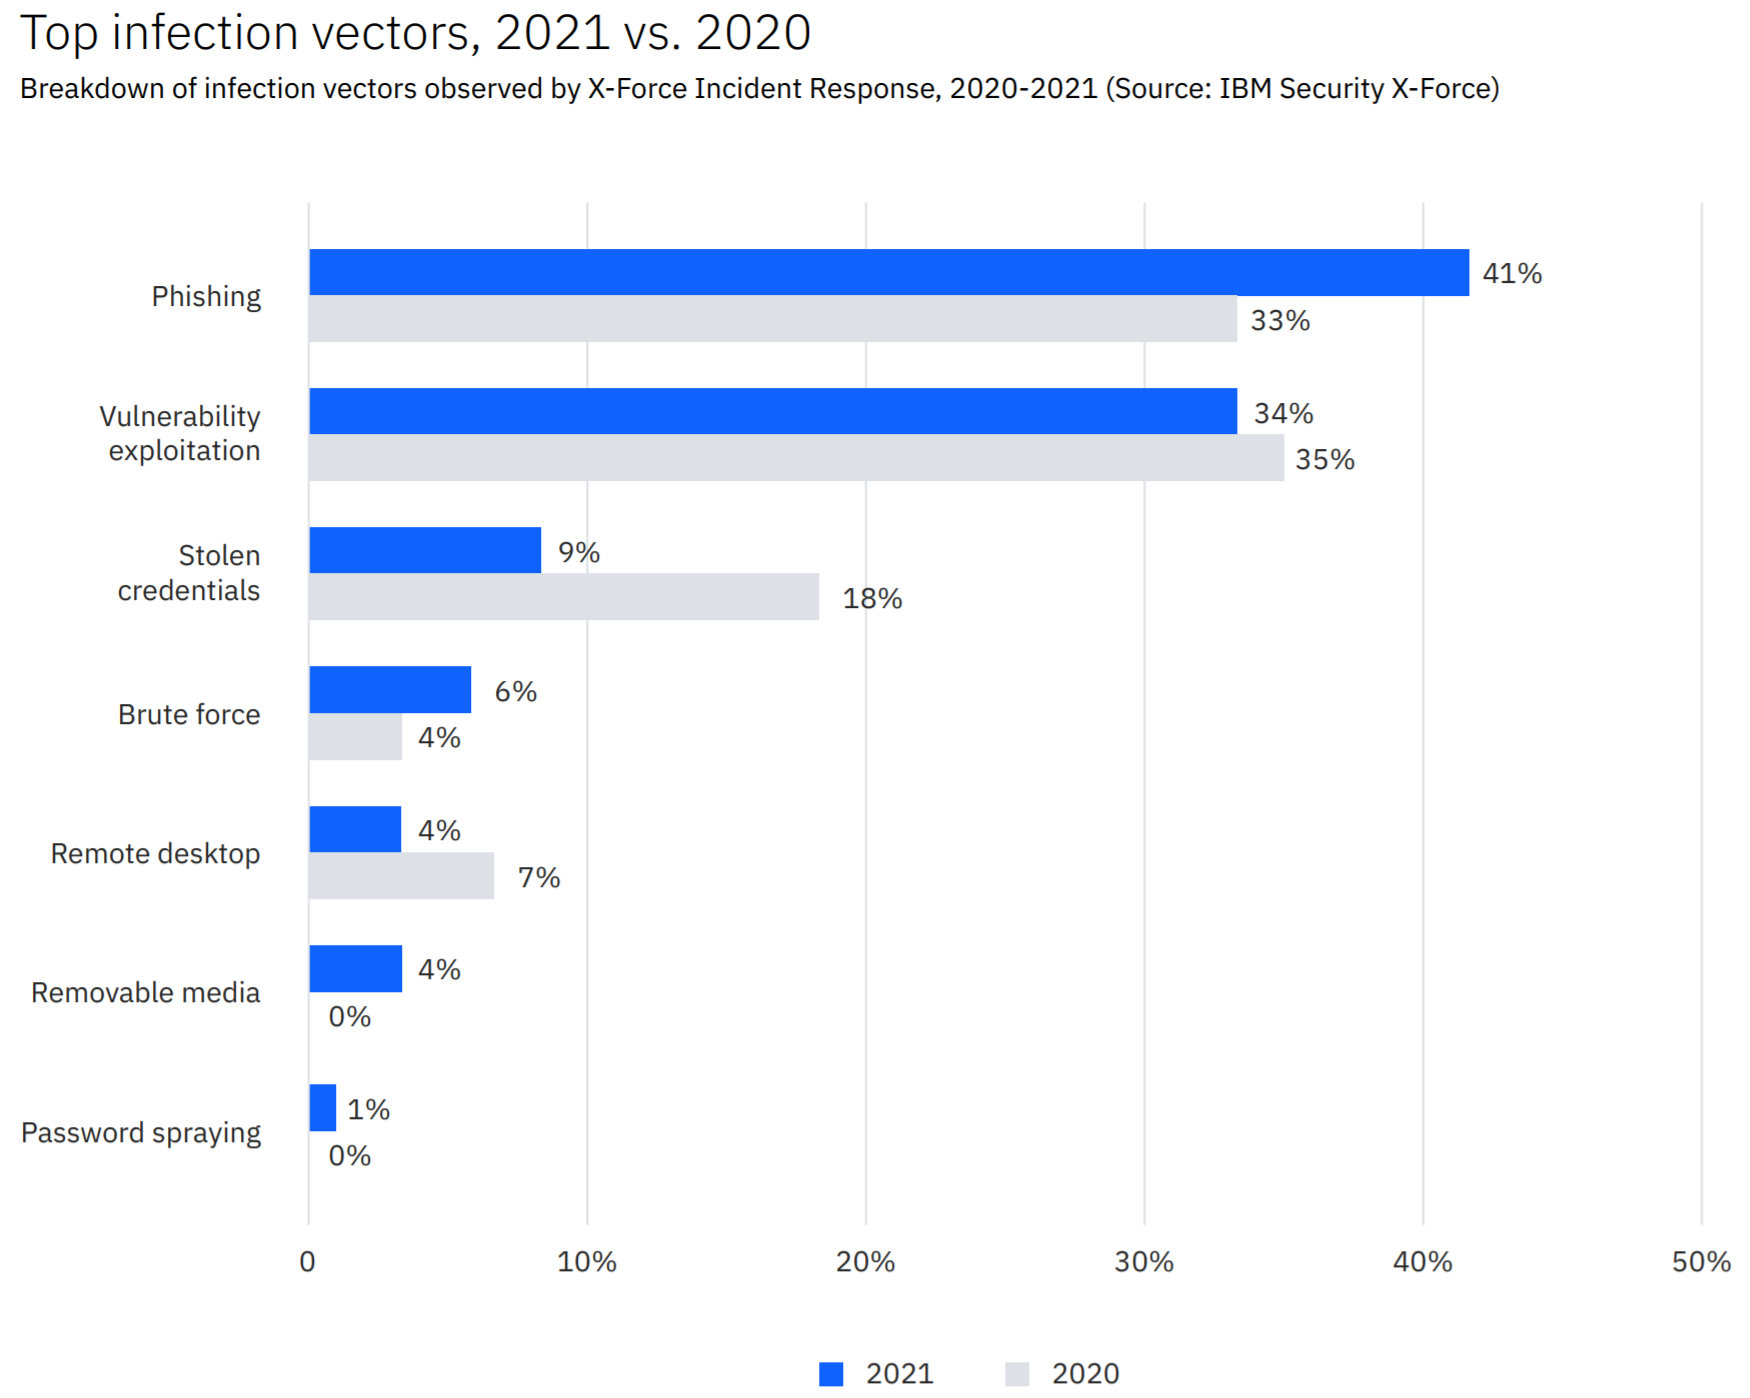 Top infection vectors, 2021 vs. 2020
Breakdown of infection vectors observed by X-Force Incident Response, 2020-2021 (Source: IBM Security X-Force)
Phishing
41%
33%
Vulnerability
exploitation
34%
35%
Stolen
credentials
9%
18%
Brute force
6%
4%
Remote desktop
4%
7%
Removable media
4%
0%
Password spraying
1%
0%
0 10% 20% 30% 40% 50%
2021 2020